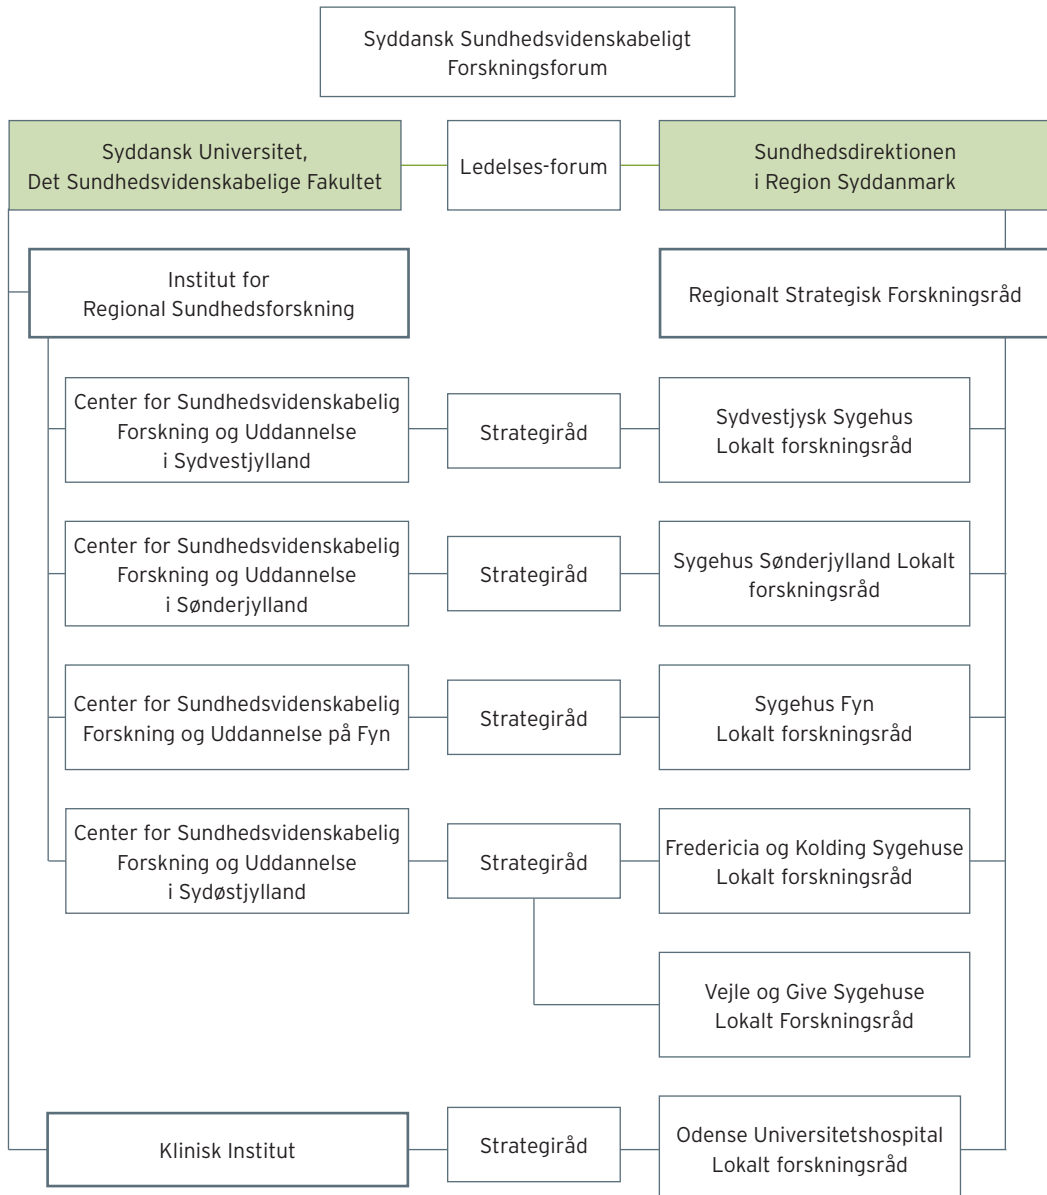 Syddansk Sundhedsvidenskabeligt
Forskningsforum
Syddansk Universitet,
Det Sundhedsvidenskabelige Fakultet
Ledelses-forum
Sundhedsdirektionen
i Region Syddanmark
Institut for
Regional Sundhedsforskning
Regionalt Strategisk Forskningsråd
Center for Sundhedsvidenskabelig
Forskning og Uddannelse
i Sydvestjylland
Strategiråd
Sydvestjysk Sygehus
Lokalt forskningsråd
Center for Sundhedsvidenskabelig
Forskning og Uddannelse
i Sønderjylland
Strategiråd
Sygehus Sønderjylland Lokalt
forskningsråd
Center for Sundhedsvidenskabelig
Forskning og Uddannelse på Fyn
Strategiråd
Sygehus Fyn
Lokalt forskningsråd
Center for Sundhedsvidenskabelig
Forskning og Uddannelse
i Sydøstjylland
Strategiråd
Fredericia og Kolding Sygehuse
Lokalt forskningsråd
Vejle og Give Sygehuse
Lokalt Forskningsråd
Klinisk Institut
Strategiråd
Odense Universitetshospital
Lokalt forskningsråd